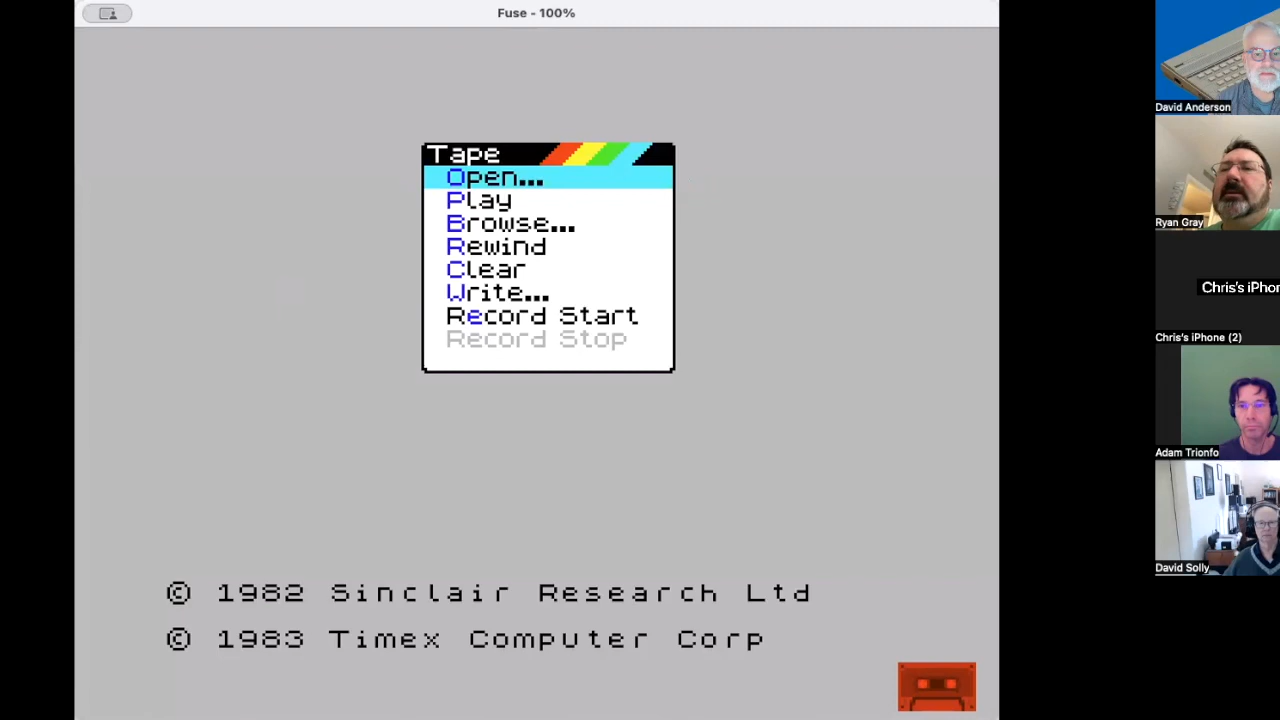 Fuse - 100%
Tape
Open...
Play
Browse...
Rewind
Clear
Write...
Record Start
Record Stop
© 1982 Sinclair Research Ltd
© 1983 Timex Computer Corp
David Anderson
Ryan Gray
Chris's iPhon
Chris's iPhone (2)
Adam Trionfo
David Solly